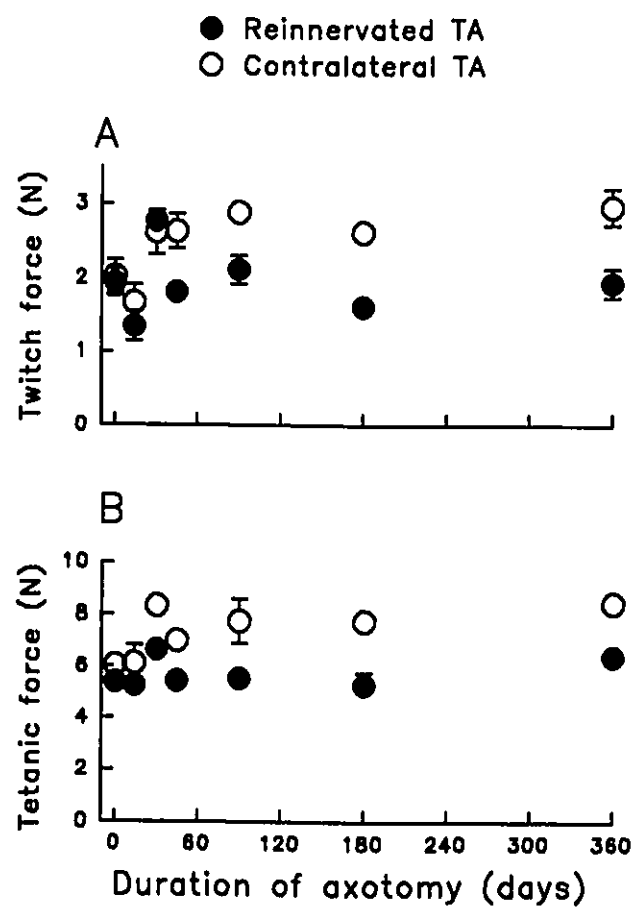 Reinnervated TA
Contralateral TA
A
Twitch force (N)
3
2
1
0
B
Tetanic force (N)
10
8
6
4
2
0
0 60 120 180 240 300 360
Duration of axotomy (days)